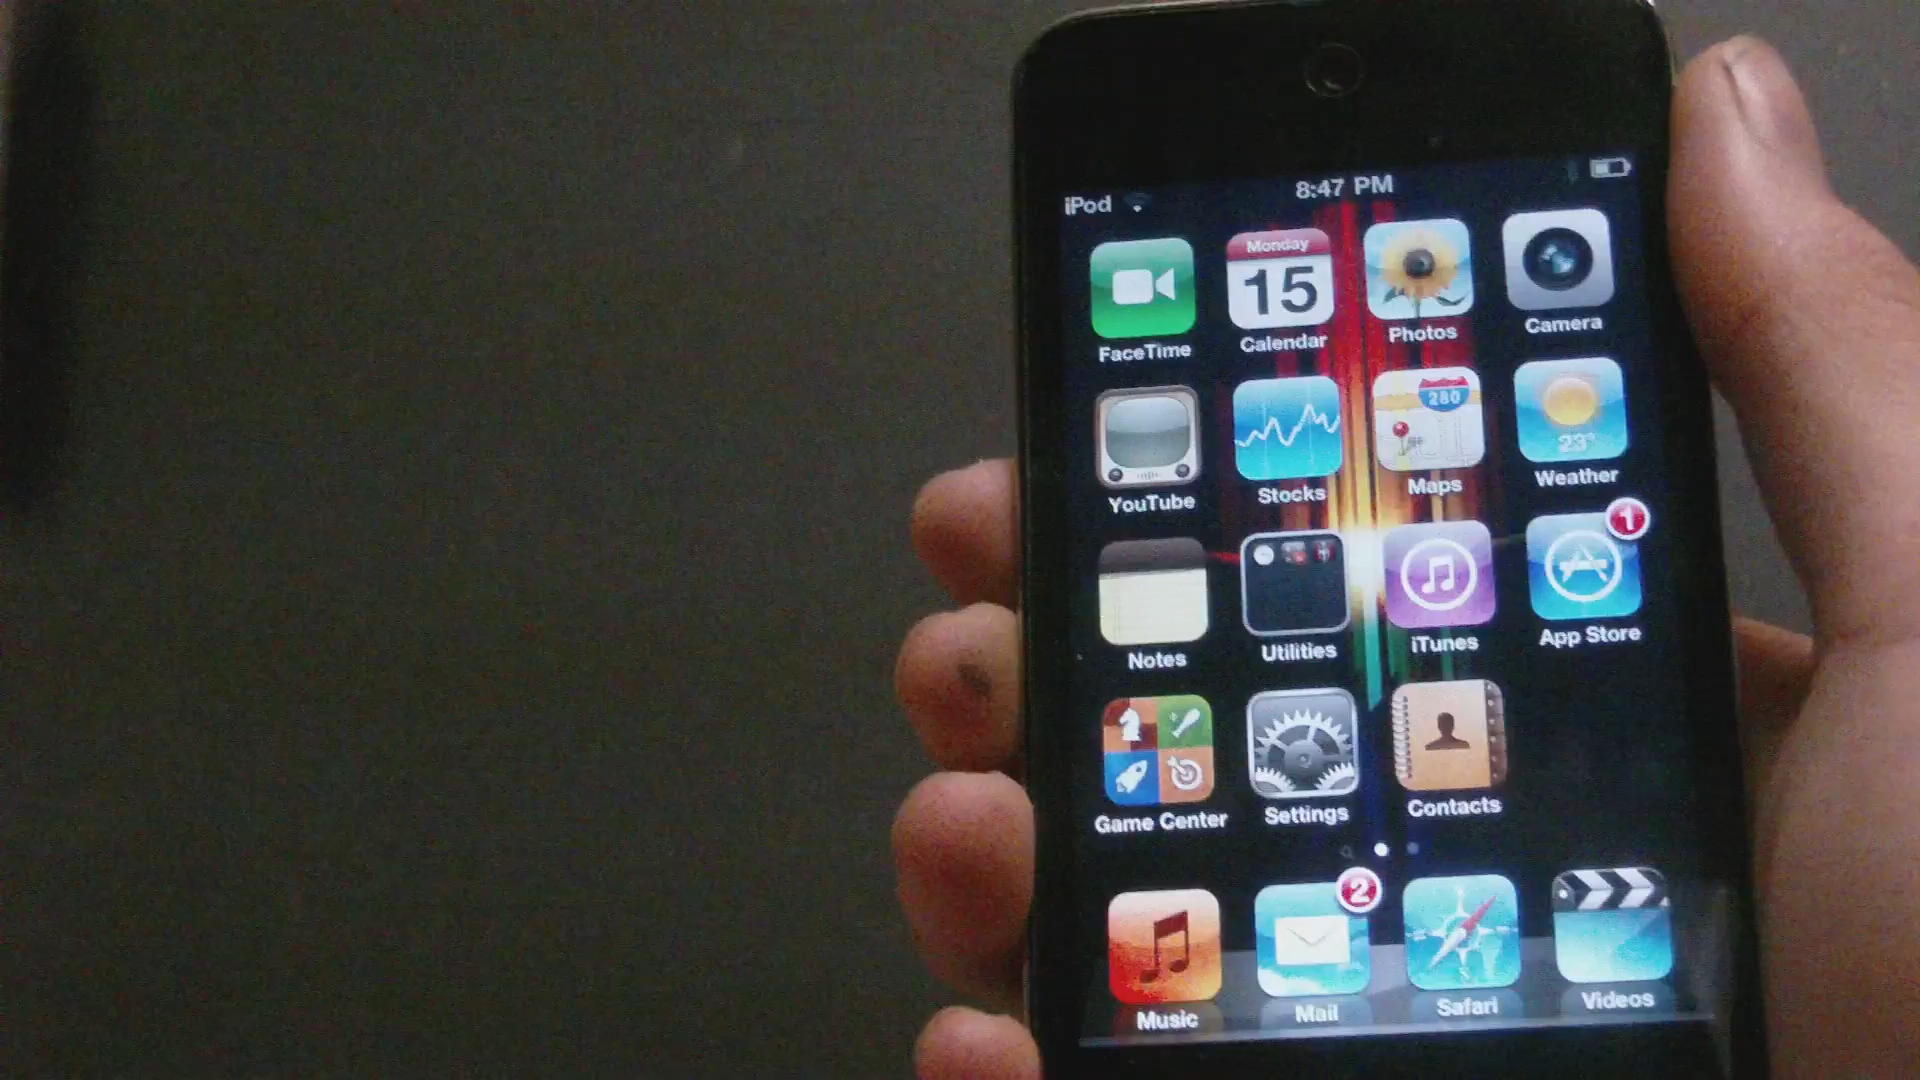 iPod 8:47 PM
Monday
15
FaceTime Calendar Photos Camera
280
23°
YouTube Stocks Maps Weather
1
Notes Utilities iTunes App Store
Game Center Settings Contacts
2
Music Mail Safari Videos